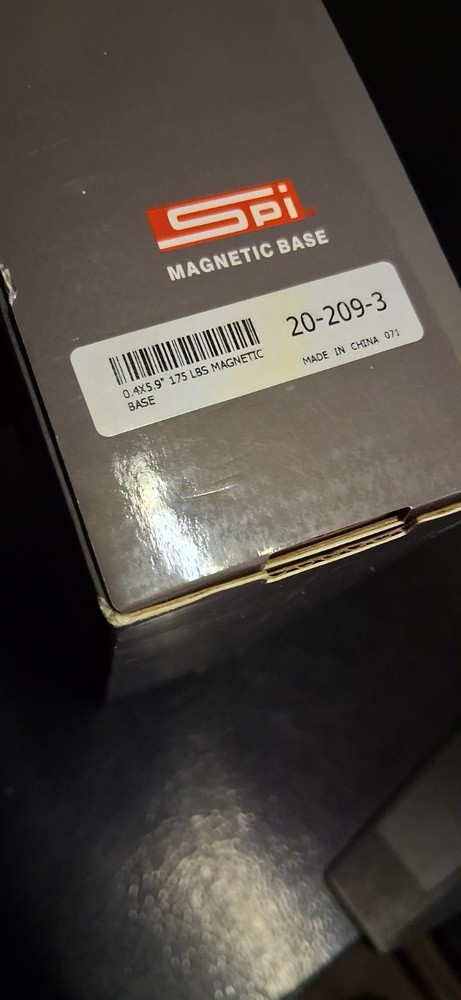 SPi
MAGNETIC BASE
20-209-3
0.4X5.9" 175 LBS MAGNETIC
BASE
MADE IN CHINA 071